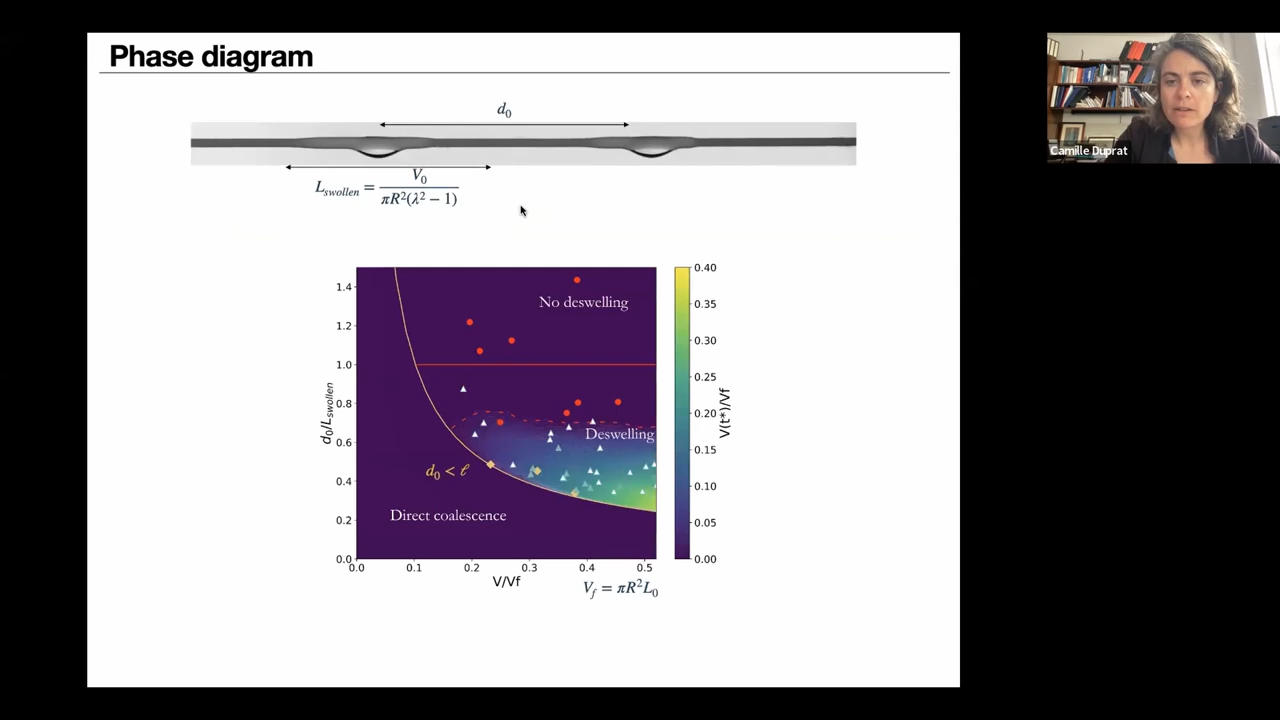 Phase diagram
Camille Duprat
d₀
L_swollen = V₀ / πR²(λ² − 1)
1.4
1.2
1.0
0.8
0.6
0.4
0.2
0.0
d₀/L_swollen
No deswelling
Deswelling
d₀ < ℓ
Direct coalescence
0.0 0.1 0.2 0.3 0.4 0.5
V/Vf
V_f = πR²L₀
0.40
0.35
0.30
0.25
0.20
0.15
0.10
0.05
0.00
V(t*)/Vf